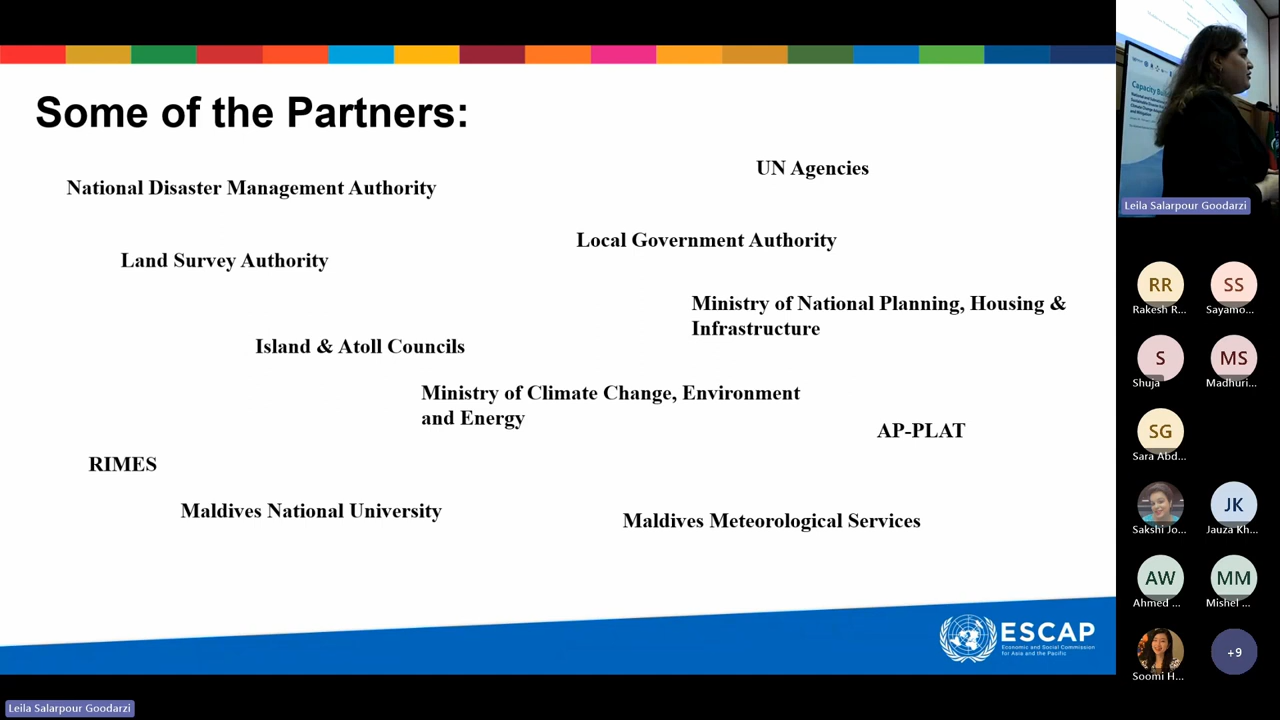 Some of the Partners:
UN Agencies
National Disaster Management Authority
Local Government Authority
Land Survey Authority
Ministry of National Planning, Housing &
Infrastructure
Island & Atoll Councils
Ministry of Climate Change, Environment
and Energy
AP-PLAT
RIMES
Maldives National University
Maldives Meteorological Services
ESCAP
Economic and Social Commission
for Asia and the Pacific
Leila Salarpour Goodarzi
Leila Salarpour Goodarzi
RR
Rakesh R...
SS
Sayamo...
S
Shuja
MS
Madhuri...
SG
Sara Abd...
Sakshi Jo...
JK
Jauza Kh...
AW
Ahmed ...
MM
Mishel ...
Soomi H...
+9